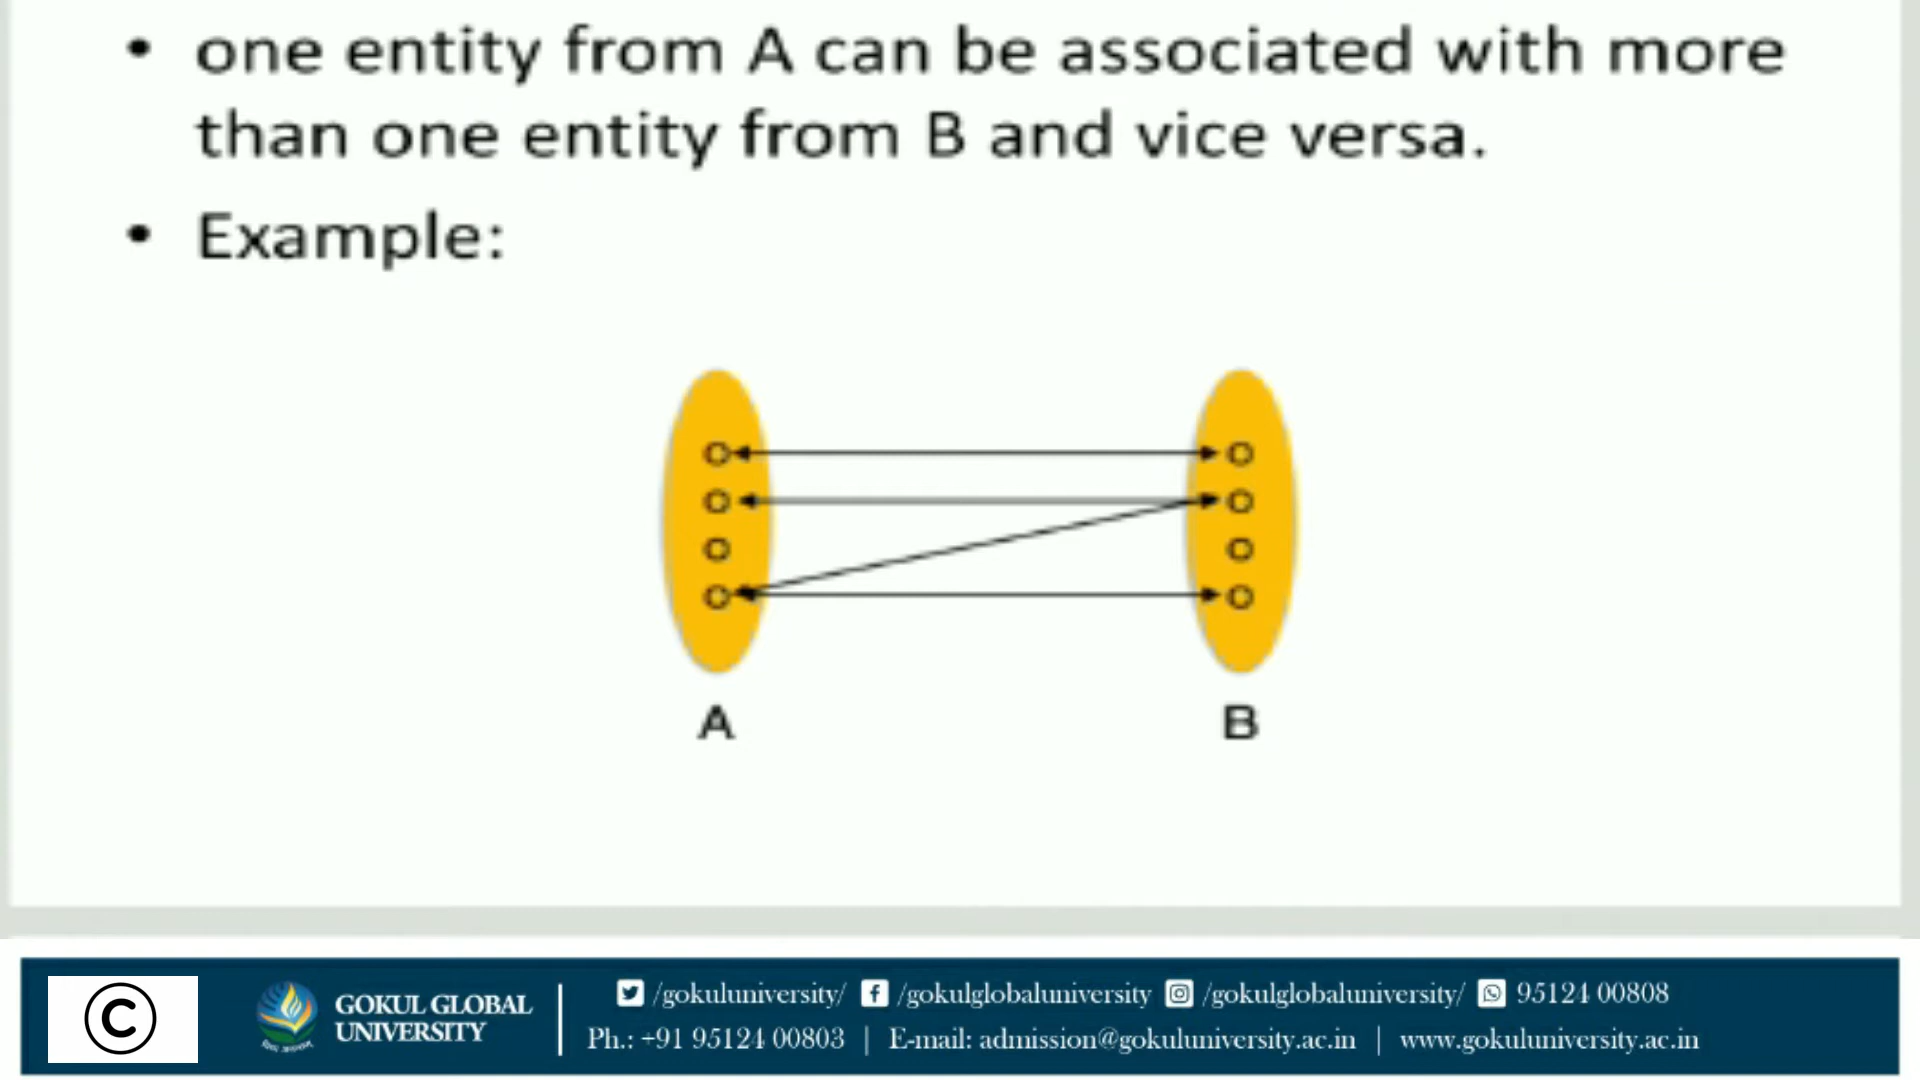 • one entity from A can be associated with more
than one entity from B and vice versa.
• Example:
A
B
©
GOKUL GLOBAL
UNIVERSITY
/gokuluniversity/ /gokulglobaluniversity /gokulglobaluniversity/ 95124 00808
Ph.: +91 95124 00803 | E-mail: admission@gokuluniversity.ac.in | www.gokuluniversity.ac.in